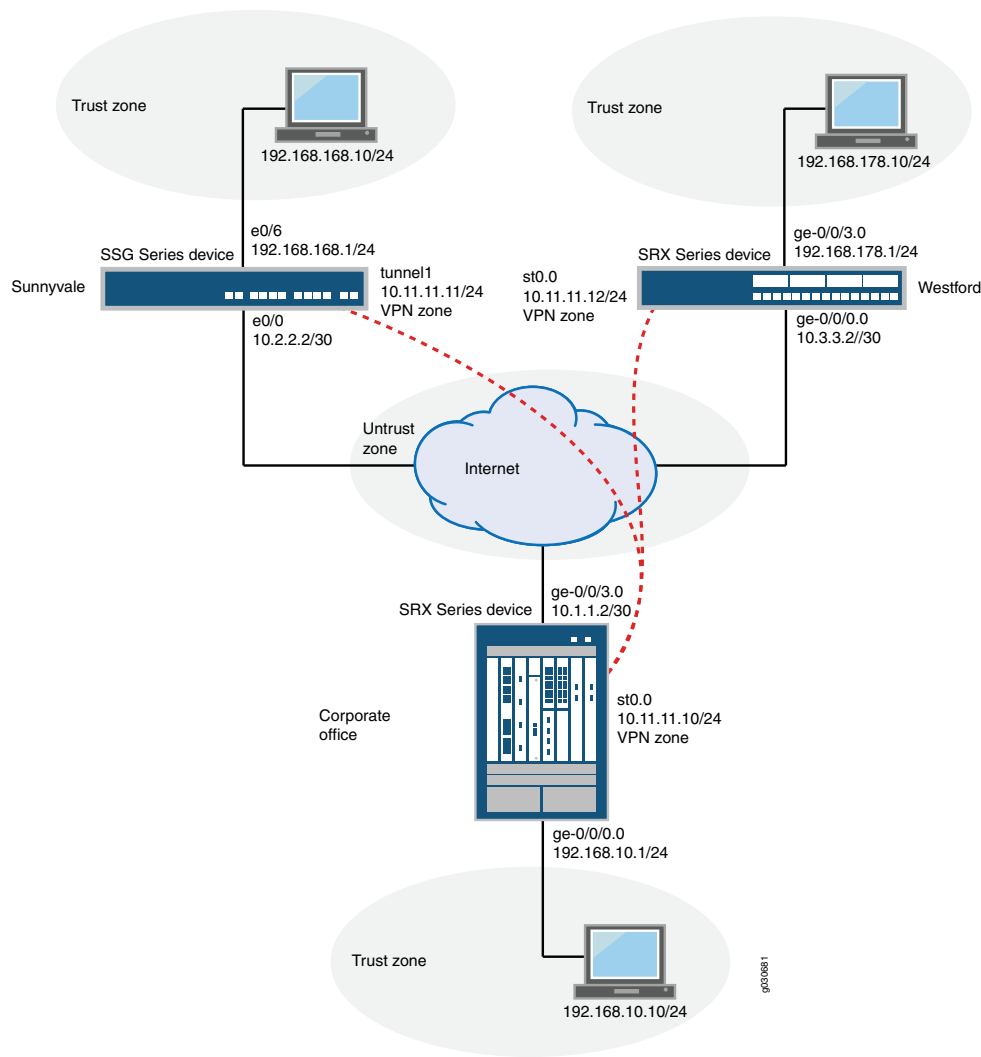 Trust zone
192.168.168.10/24
Trust zone
192.168.178.10/24
e0/6
192.168.168.1/24
SSG Series device
Sunnyvale
tunnel1
10.11.11.11/24
VPN zone
e0/0
10.2.2.2/30
ge-0/0/3.0
192.168.178.1/24
SRX Series device
st0.0
10.11.11.12/24
VPN zone
Westford
ge-0/0/0.0
10.3.3.2//30
Untrust
zone
Internet
ge-0/0/3.0
10.1.1.2/30
SRX Series device
Corporate
office
st0.0
10.11.11.10/24
VPN zone
ge-0/0/0.0
192.168.10.1/24
Trust zone
192.168.10.10/24
g030681